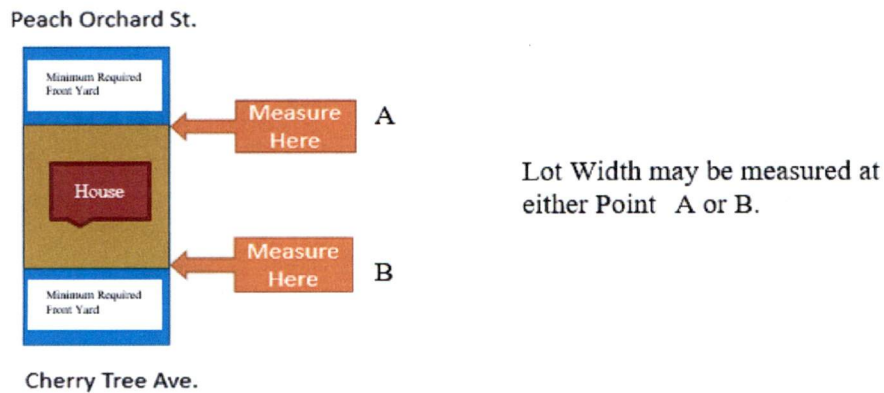 Peach Orchard St.
Minimum Required
Front Yard
Measure
Here
A
House
Lot Width may be measured at
either Point A or B.
Measure
Here
B
Minimum Required
Front Yard
Cherry Tree Ave.